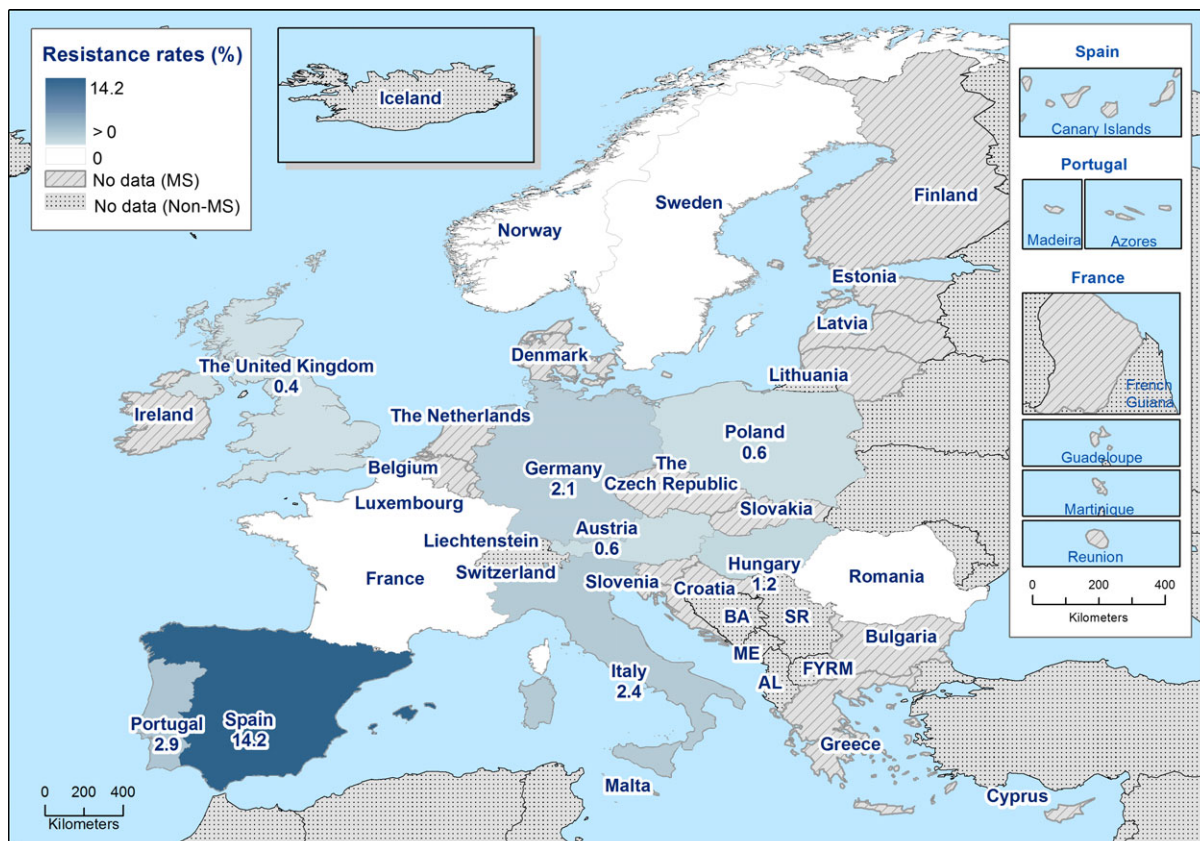 Resistance rates (%)
14.2
> 0
0
No data (MS)
No data (Non-MS)
Iceland
Norway
Sweden
Finland
Estonia
Latvia
Lithuania
Denmark
The United Kingdom
0.4
Ireland
The Netherlands
Belgium
Luxembourg
Germany
2.1
Poland
0.6
The
Czech Republic
Slovakia
Austria
0.6
Liechtenstein
Switzerland
France
Slovenia
Croatia
Hungary
1.2
Romania
BA
SR
ME
AL
FYRM
Bulgaria
Italy
2.4
Portugal
2.9
Spain
14.2
Greece
Malta
Cyprus
0 200 400
Kilometers
Spain
Canary Islands
Portugal
Madeira
Azores
France
French
Guiana
Guadeloupe
Martinique
Reunion
0 200 400
Kilometers